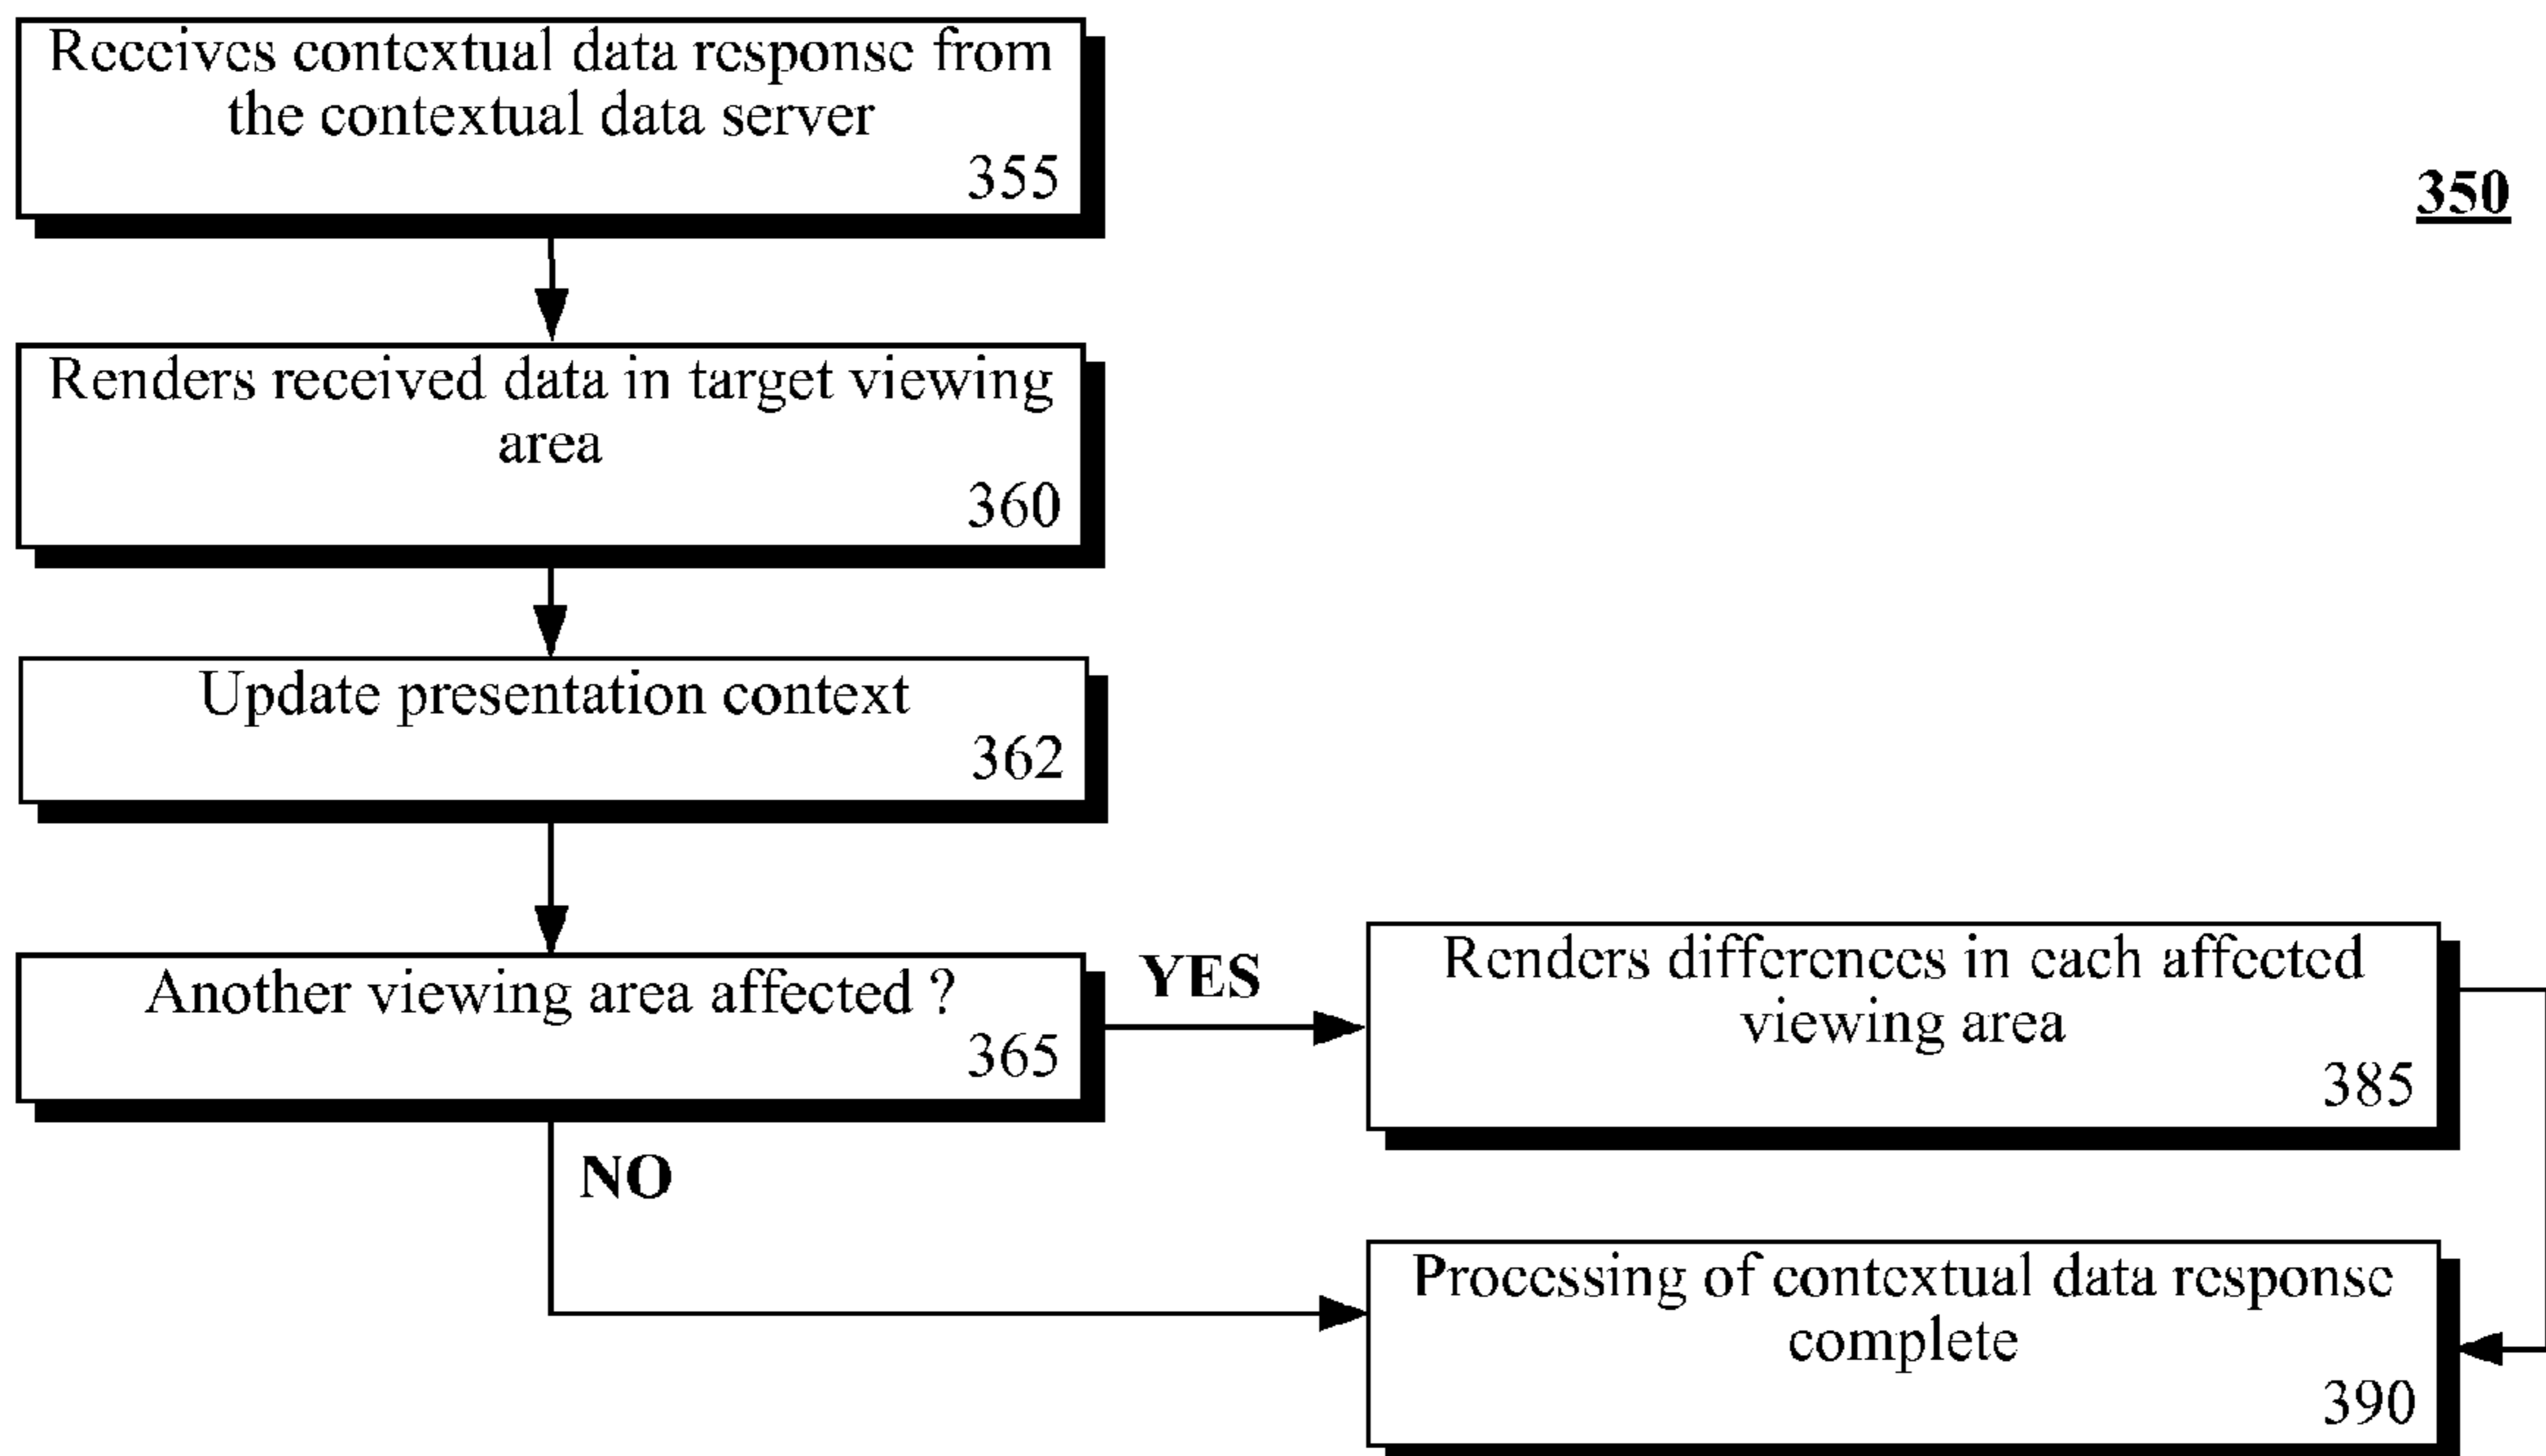 Receives contextual data response from
the contextual data server
355
350
Renders received data in target viewing
area
360
Update presentation context
362
Another viewing area affected ?
365
YES
Renders differences in each affected
viewing area
385
NO
Processing of contextual data response
complete
390